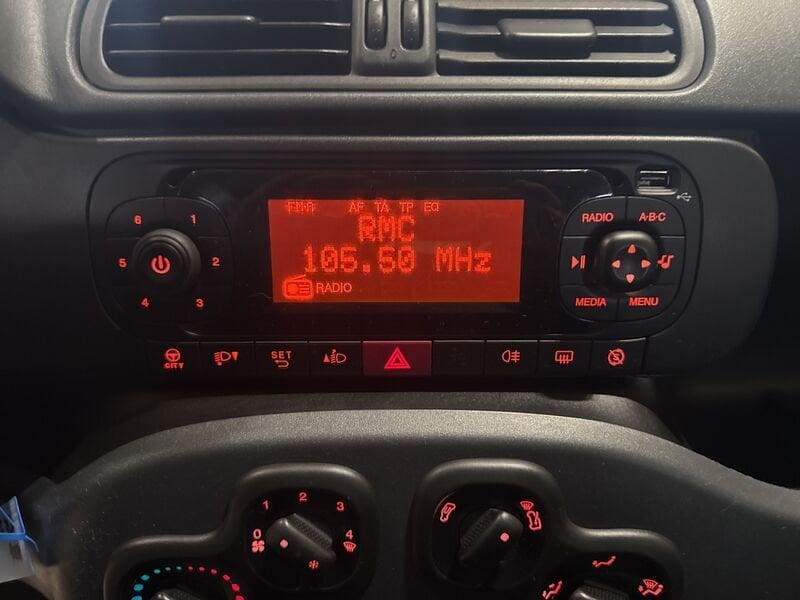 FM-A AF TA TP EQ
RMC
105.50 MHz
RADIO
6 1
5 2
4 3
RADIO A·B·C
MEDIA MENU
CITY
SET
0 1 2 3 4